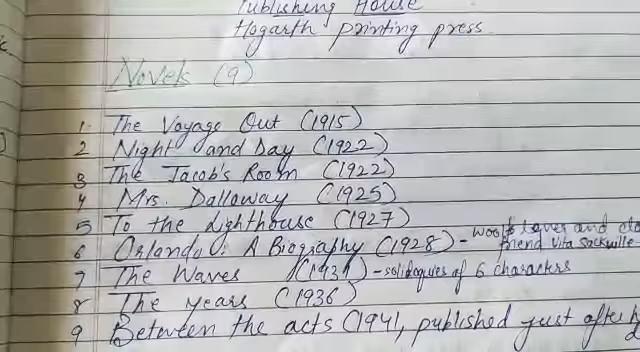 Publishing House
Hogarth printing press
Novels (9)
1. The Voyage Out (1915)
2 Night and Day (1922)
3 The Jacob's Room (1922)
4 Mrs. Dalloway (1925)
5 To the Lighthouse (1927)
6 Orlando: A Biography (1928) - Woolf's lover and
friend Vita Sackville-
7 The Waves (1931) - soliloquies of 6 characters
8 The years (1936)
9 Between the acts (1941, published just after